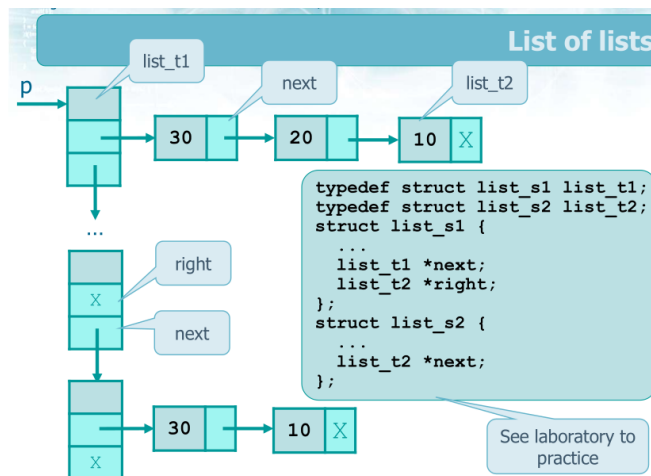 List of lists
list_t1
next
list_t2
p
30
20
10
X
...
right
X
next
30
10
X
X
typedef struct list_s1 list_t1;
typedef struct list_s2 list_t2;
struct list_s1 {
...
list_t1 *next;
list_t2 *right;
};
struct list_s2 {
...
list_t2 *next;
};
See laboratory to
practice